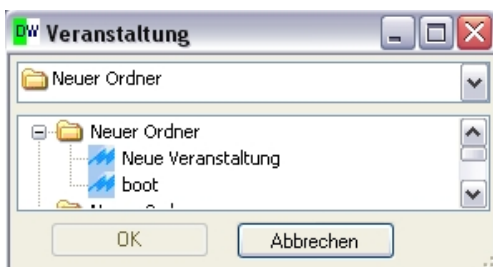 DW Veranstaltung
Neuer Ordner
Neuer Ordner
Neue Veranstaltung
boot
OK
Abbrechen